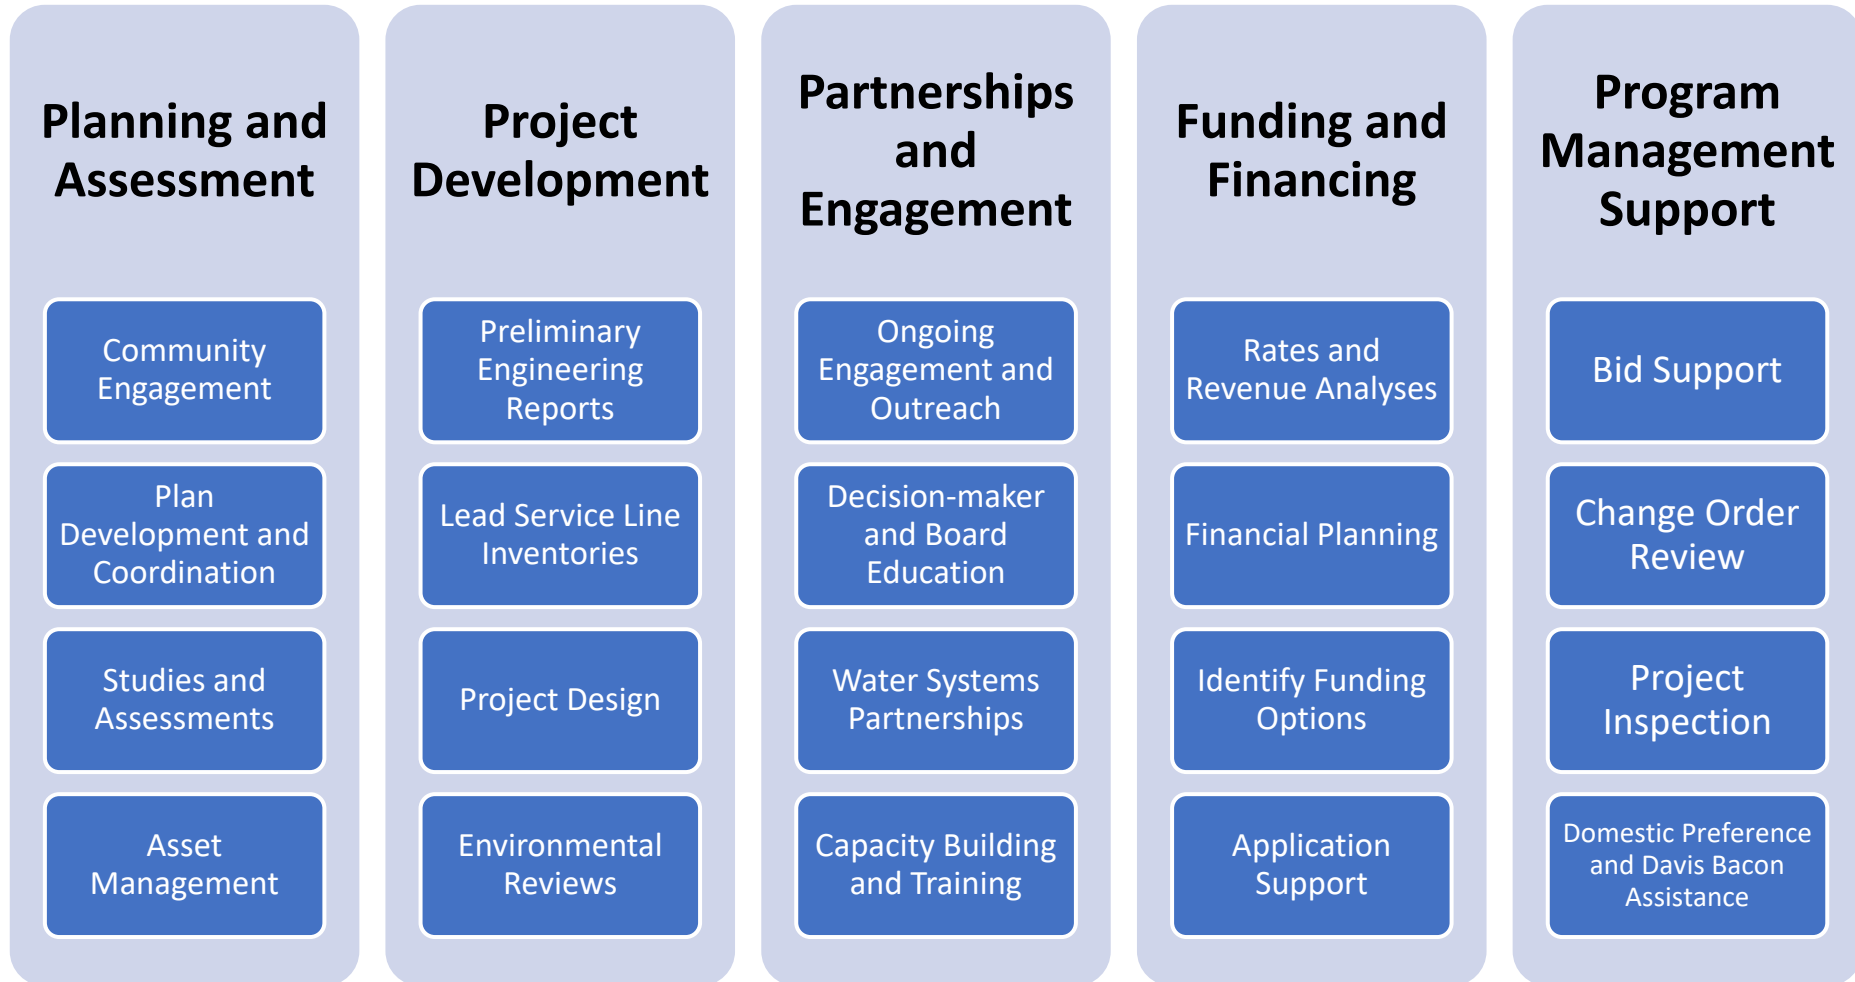 Planning and
Assessment
Community
Engagement
Plan
Development and
Coordination
Studies and
Assessments
Asset
Management
Project
Development
Preliminary
Engineering
Reports
Lead Service Line
Inventories
Project Design
Environmental
Reviews
Partnerships
and
Engagement
Ongoing
Engagement and
Outreach
Decision-maker
and Board
Education
Water Systems
Partnerships
Capacity Building
and Training
Funding and
Financing
Rates and
Revenue Analyses
Financial Planning
Identify Funding
Options
Application
Support
Program
Management
Support
Bid Support
Change Order
Review
Project
Inspection
Domestic Preference
and Davis Bacon
Assistance